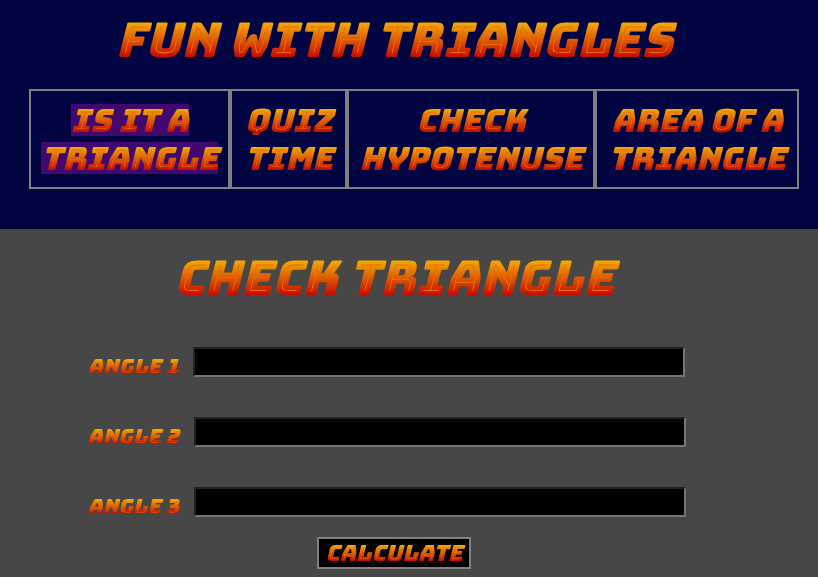 FUN WITH TRIANGLES
IS IT A
TRIANGLE
QUIZ
TIME
CHECK
HYPOTENUSE
AREA OF A
TRIANGLE
CHECK TRIANGLE
ANGLE 1
ANGLE 2
ANGLE 3
CALCULATE